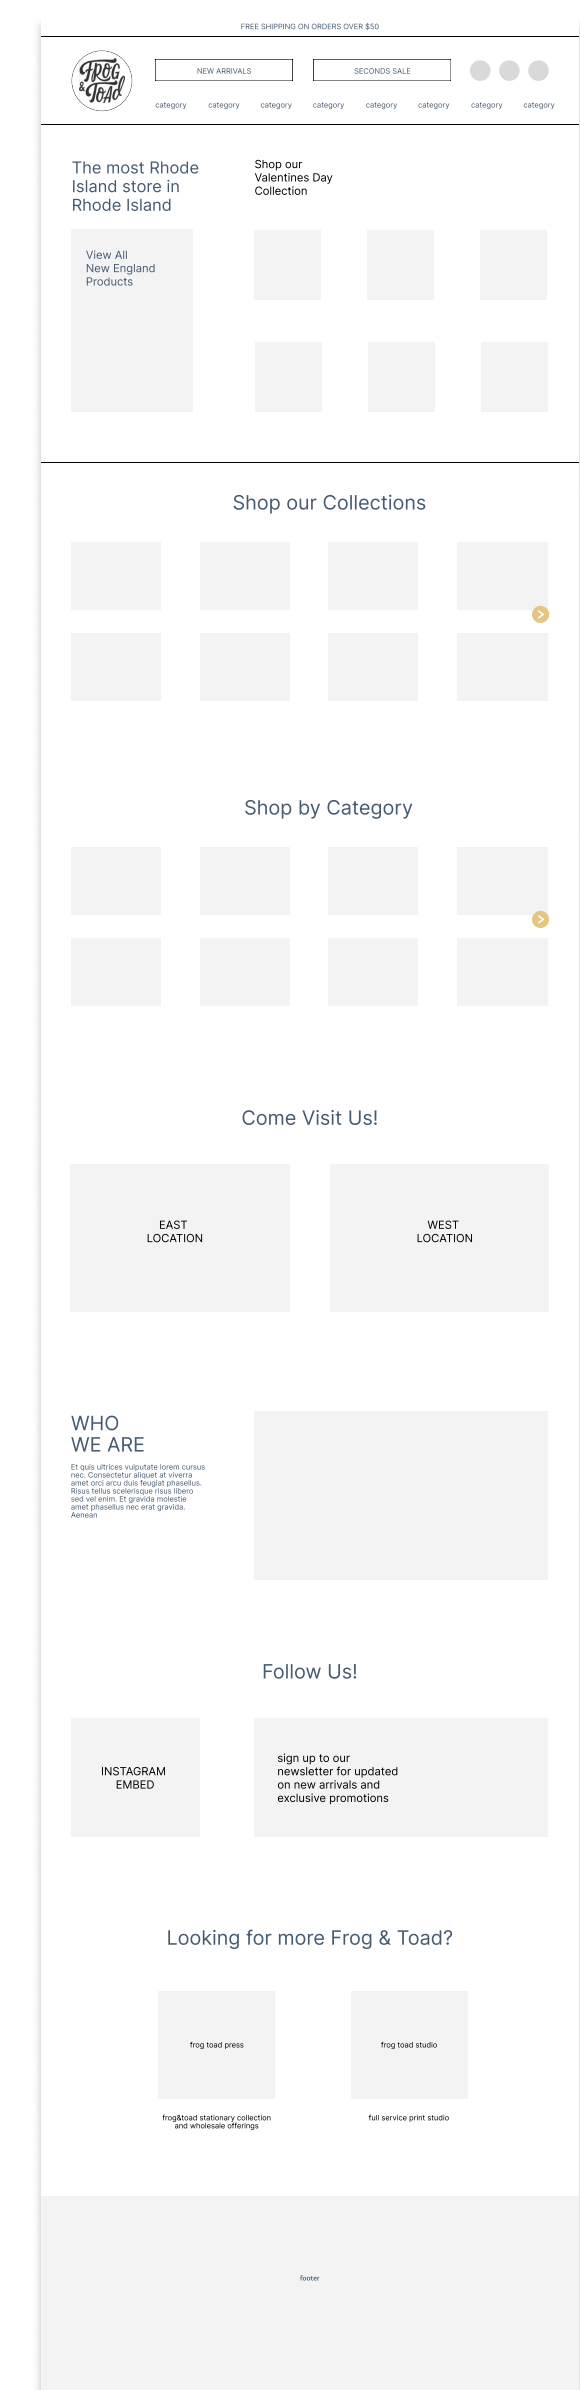 FREE SHIPPING ON ORDERS OVER $50
FROG
& TOAD
NEW ARRIVALS
SECONDS SALE
category category category category category category category category
The most Rhode
Island store in
Rhode Island
View All
New England
Products
Shop our
Valentines Day
Collection
Shop our Collections
Shop by Category
Come Visit Us!
EAST
LOCATION
WEST
LOCATION
WHO
WE ARE
Et quis ultrices vulputate lorem cursus
nec. Consectetur aliquet at viverra
amet orci arcu duis feugiat phasellus.
Risus tellus scelerisque risus libero
sed vel enim. Et gravida molestie
amet phasellus nec erat gravida.
Aenean
Follow Us!
INSTAGRAM
EMBED
sign up to our
newsletter for updated
on new arrivals and
exclusive promotions
Looking for more Frog & Toad?
frog toad press
frog&toad stationary collection
and wholesale offerings
frog toad studio
full service print studio
footer